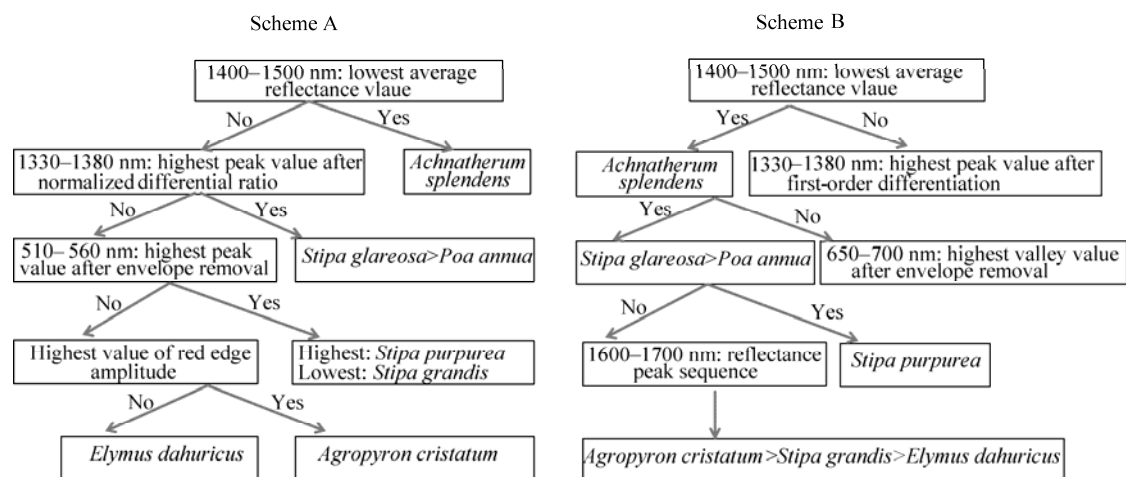 Scheme A
1400–1500 nm: lowest average
reflectance vlaue
No
Yes
1330–1380 nm: highest peak value after
normalized differential ratio
Achnatherum
splendens
No
Yes
510– 560 nm: highest peak
value after envelope removal
Stipa glareosa>Poa annua
No
Yes
Highest value of red edge
amplitude
Highest: Stipa purpurea
Lowest: Stipa grandis
No
Yes
Elymus dahuricus
Agropyron cristatum
Scheme B
1400–1500 nm: lowest average
reflectance vlaue
Yes
No
Achnatherum
splendens
1330–1380 nm: highest peak value after
first-order differentiation
Yes
No
Stipa glareosa>Poa annua
650–700 nm: highest valley value
after envelope removal
No
Yes
1600–1700 nm: reflectance
peak sequence
Stipa purpurea
Agropyron cristatum>Stipa grandis>Elymus dahuricus